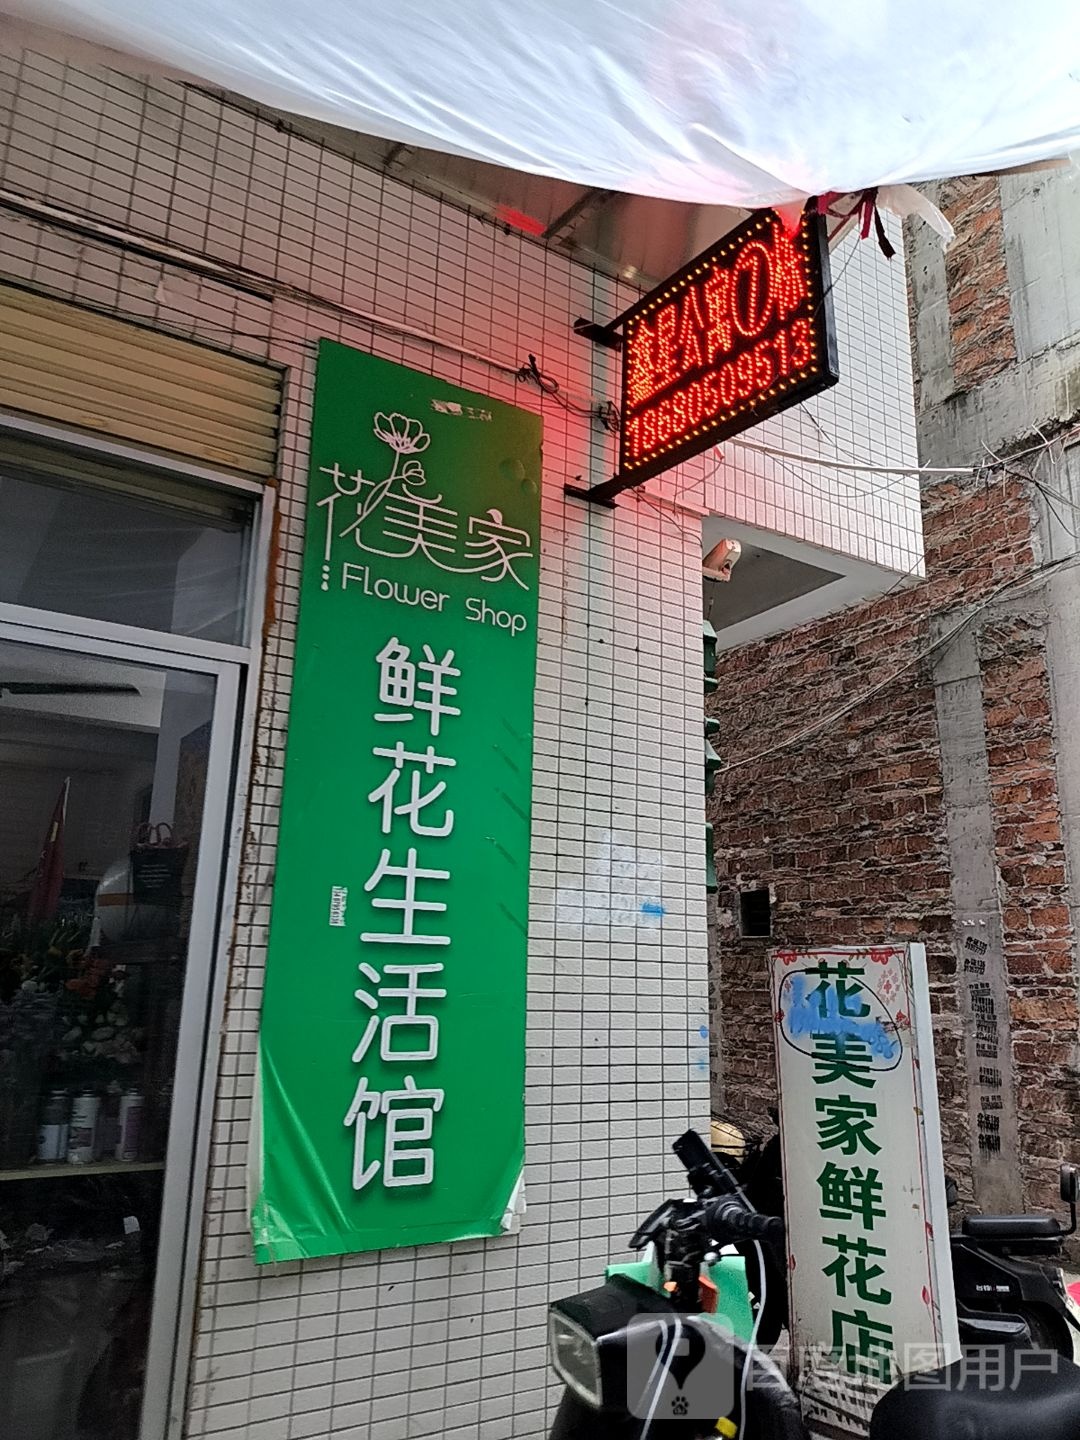 星公寓⑦栋
18680509513
花美家
Flower Shop
鲜
花
生
活
馆
花
美
家
鲜
花
店
百度地图用户